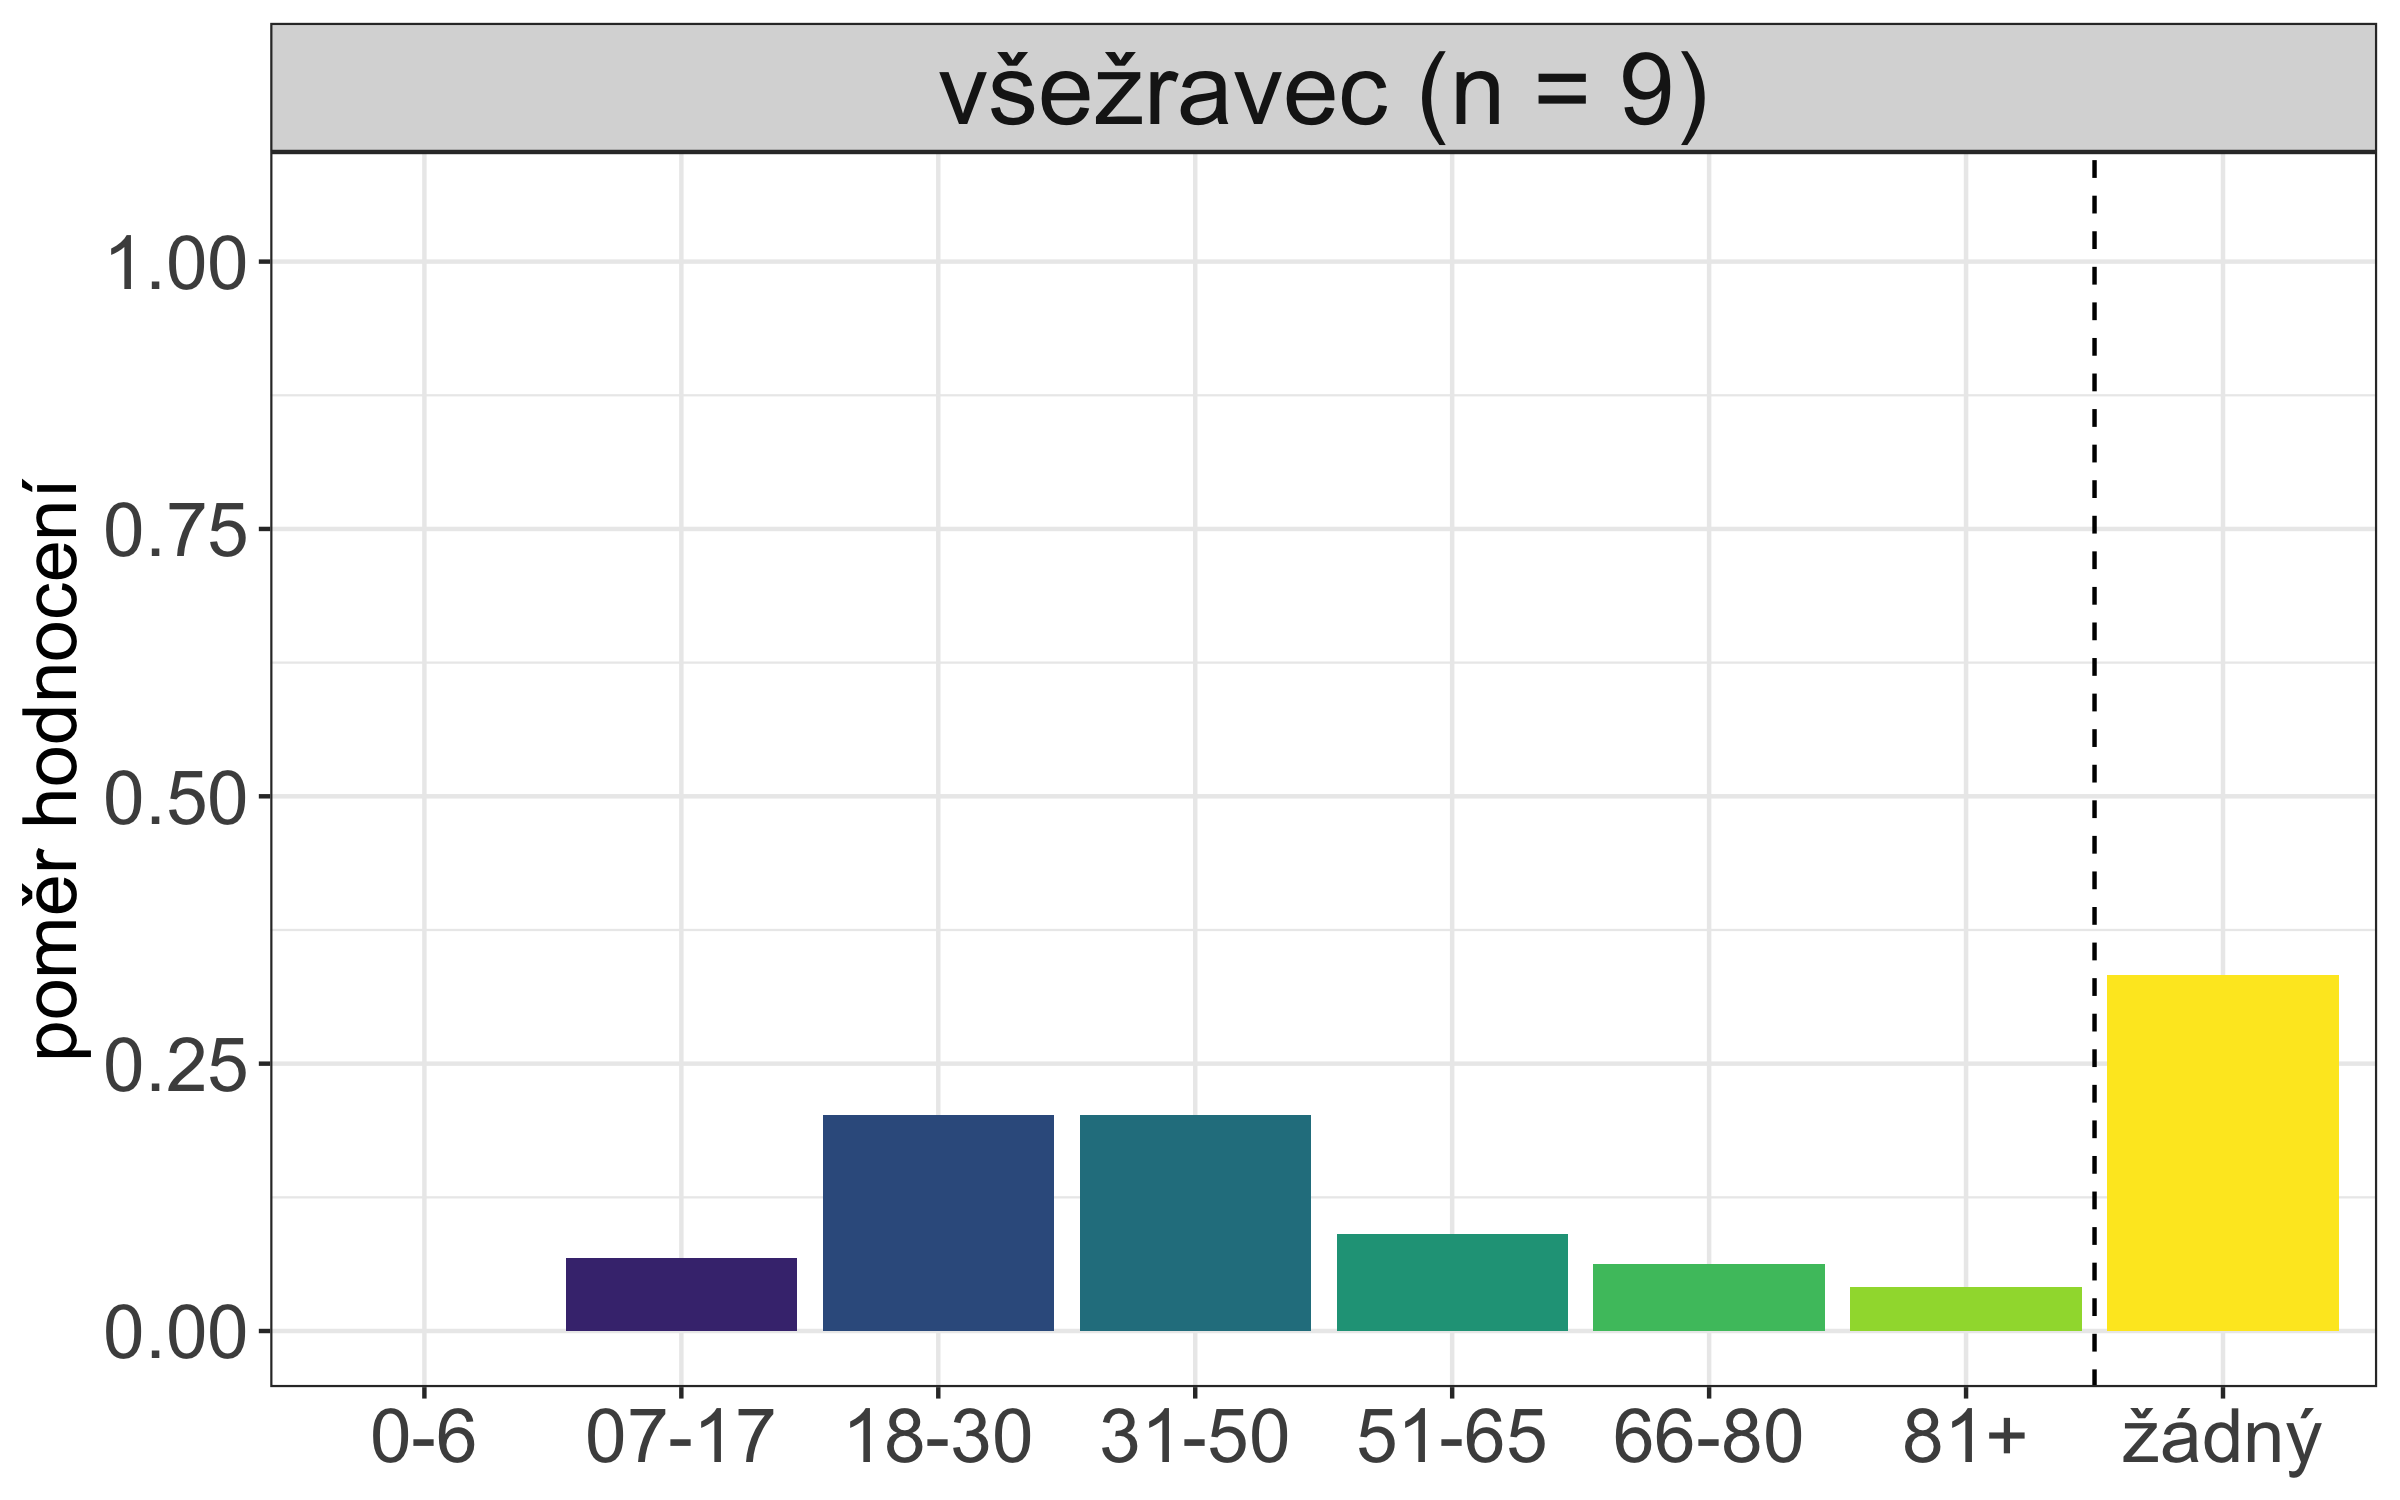 všežravec (n = 9)
poměr hodnocení
1.00
0.75
0.50
0.25
0.00
0-6 07-17 18-30 31-50 51-65 66-80 81+ žádný